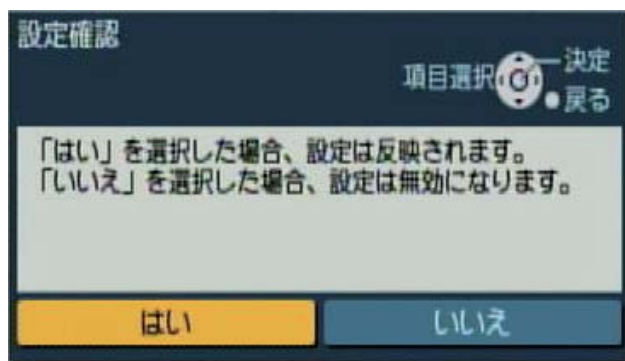 設定確認
項目選択
決定
戻る
「はい」を選択した場合、設定は反映されます。
「いいえ」を選択した場合、設定は無効になります。
はい
いいえ